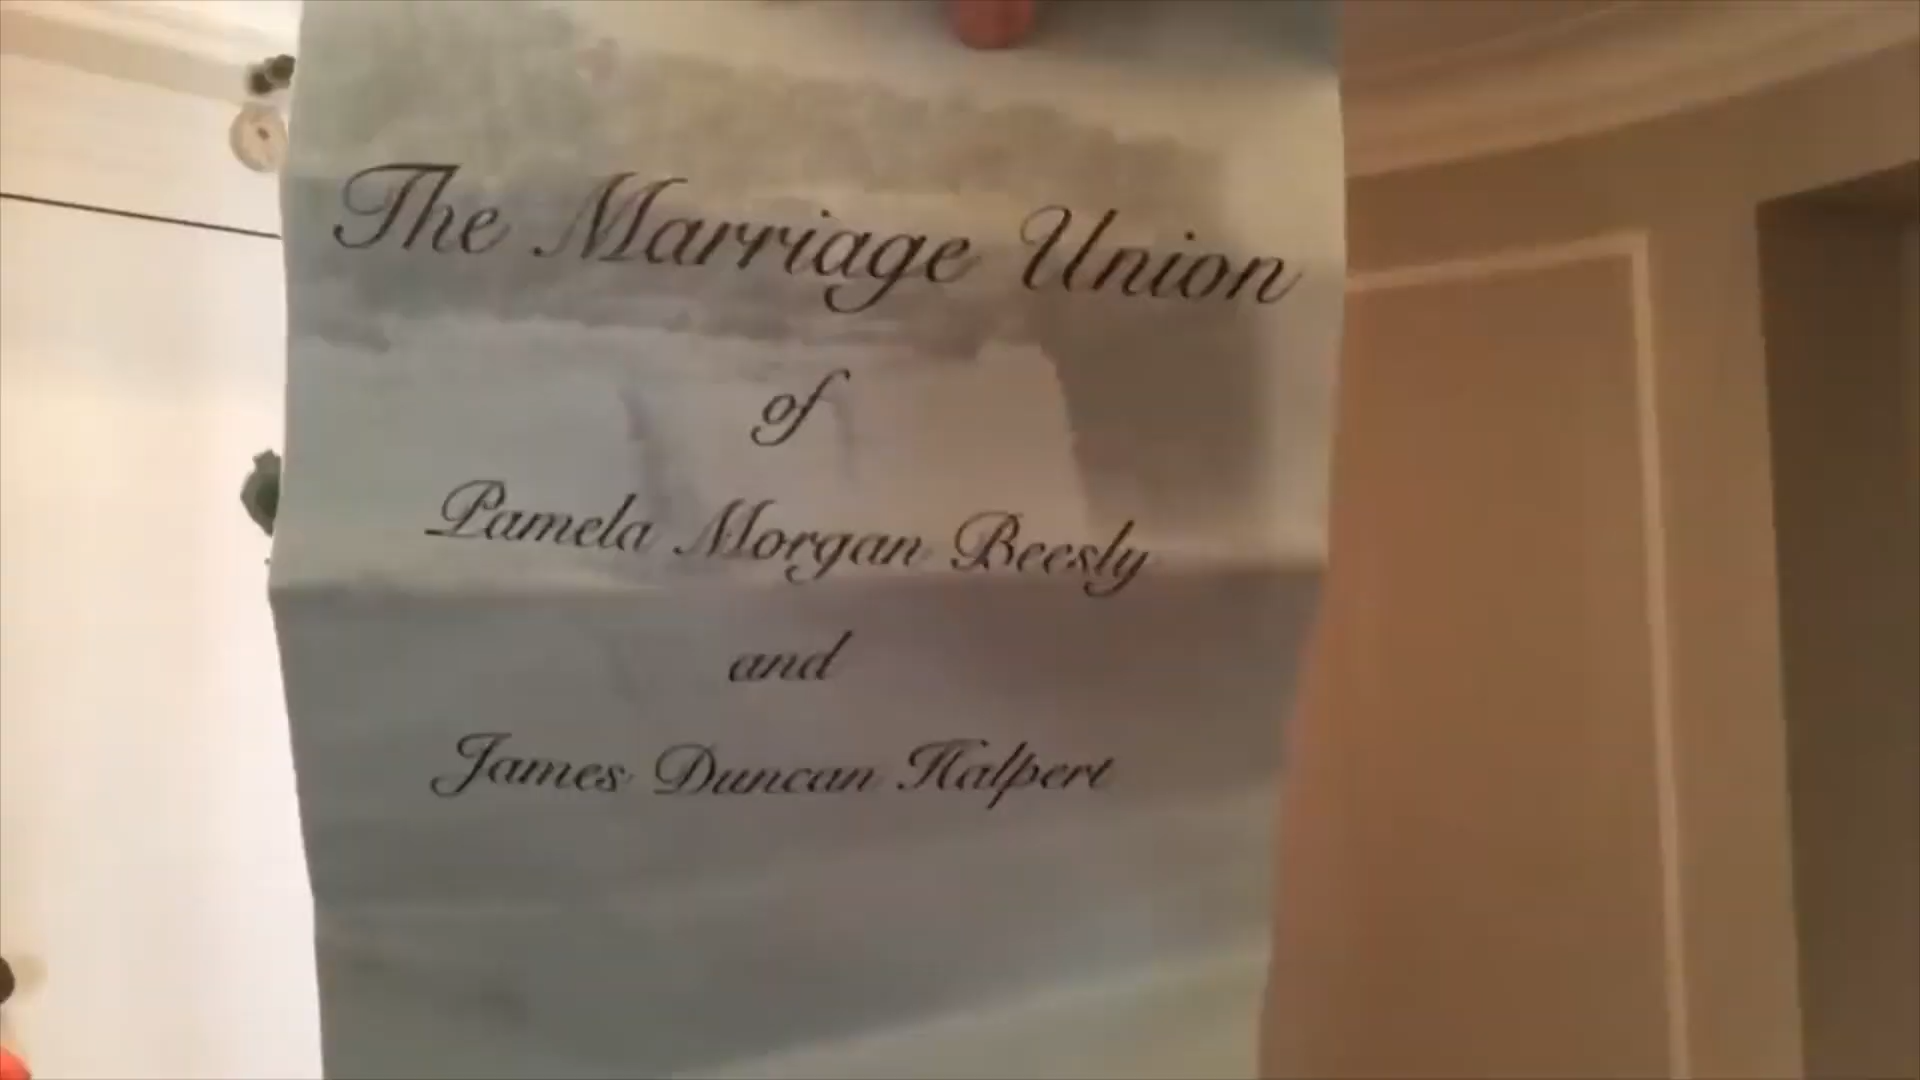 The Marriage Union
of
Pamela Morgan Beesly
and
James Duncan Halpert